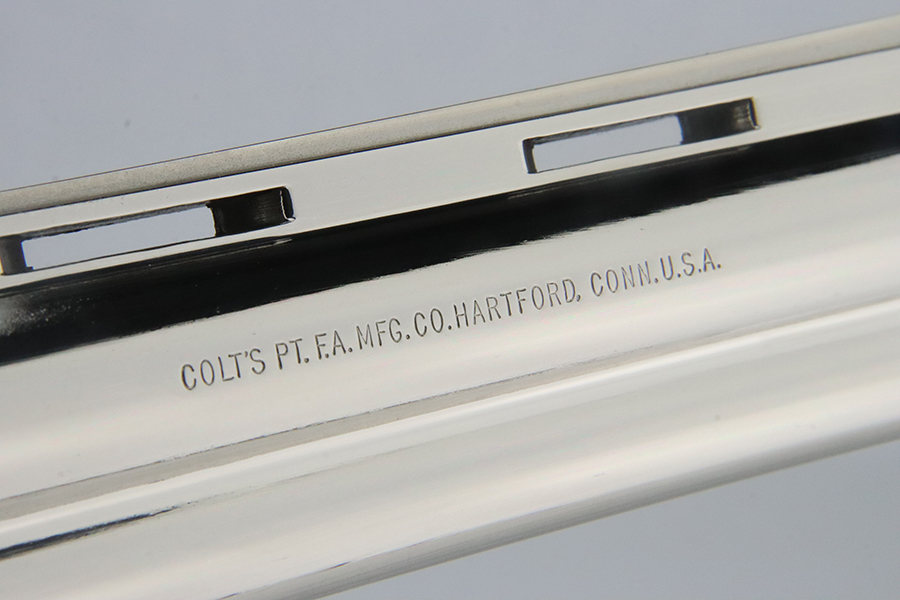 COLT'S PT. F.A. MFG. CO. HARTFORD, CONN. U.S.A.